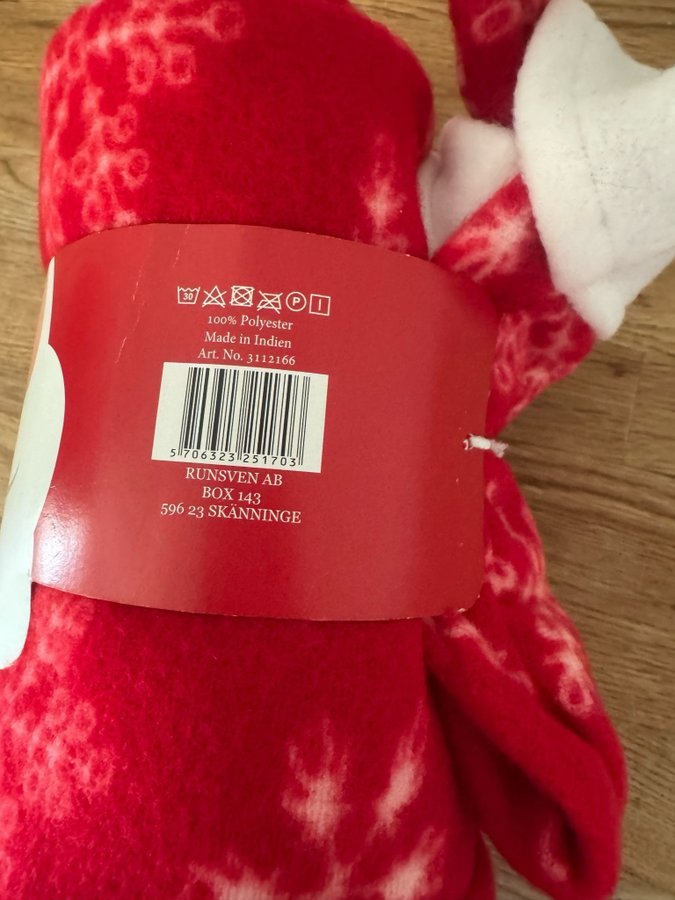 30 P
100% Polyester
Made in Indien
Art. No. 3112166
5 706323 251703
RUNSVEN AB
BOX 143
596 23 SKÄNNINGE